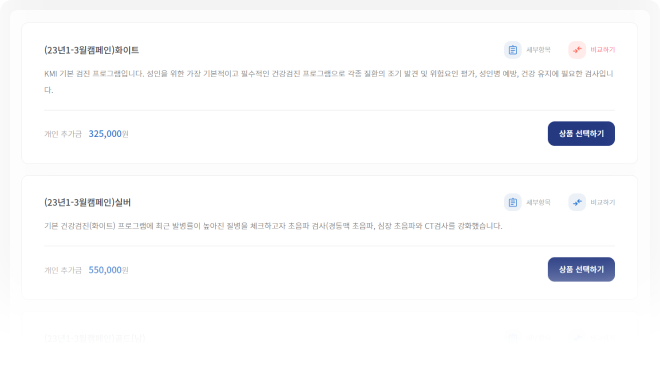 (23년1-3월캠페인)화이트
세부항목
비교하기
KMI 기본 검진 프로그램입니다. 성인을 위한 가장 기본적이고 필수적인 건강검진 프로그램으로 각종 질환의 조기 발견 및 위험요인 평가, 성인병 예방, 건강 유지에 필요한 검사입니
다.
개인 추가금 325,000원
상품 선택하기
(23년1-3월캠페인)실버
세부항목
비교하기
기본 건강검진(화이트) 프로그램에 최근 발병률이 높아진 질병을 체크하고자 초음파 검사(경동맥 초음파, 심장 초음파와 CT검사를 강화했습니다.
개인 추가금 550,000원
상품 선택하기